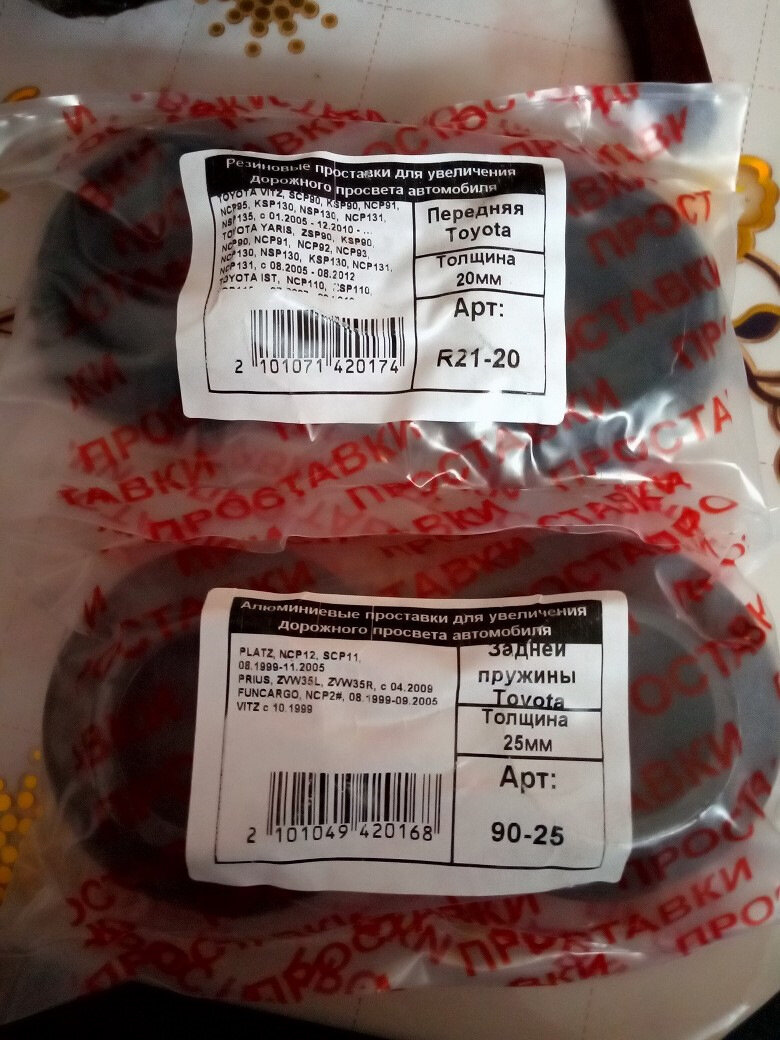 Резиновые проставки для увеличения
дорожного просвета автомобиля
TOYOTA VITZ, SCP90, KSP90, NCP91,
NCP95, KSP130, NSP130, NCP131,
NSP135, с 01.2005 - 12.2010 - ...
TOYOTA YARIS, ZSP90, KSP90,
NCP90, NCP91, NCP92, NCP93,
NCP130, NSP130, KSP130, NCP131,
NCP131, с 08.2005 - 08.2012
TOYOTA IST, NCP110, ZSP110,
Передняя
Toyota
Толщина
20мм
Арт:
R21-20
2 101071 420174
ПРОСТАВКИ
ПРОСТАВКИ
Алюминиевые проставки для увеличения
дорожного просвета автомобиля
PLATZ, NCP12, SCP11,
08.1999-11.2005
PRIUS, ZVW35L, ZVW35R, с 04.2009
FUNCARGO, NCP2#, 08.1999-09.2005
VITZ с 10.1999
Задней
пружины
Toyota
Толщина
25мм
Арт:
90-25
2 101049 420168
ПРОСТАВКИ